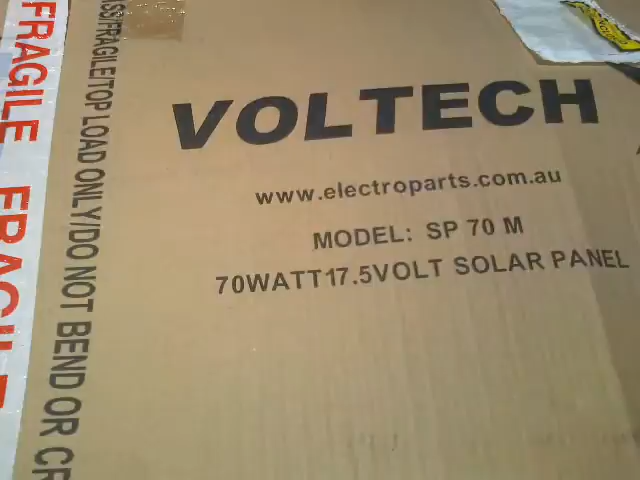 VOLTECH
www.electroparts.com.au
MODEL: SP 70 M
70WATT17.5VOLT SOLAR PANEL
FRAGILE FRAGILE
/FRAGILE/TOP LOAD ONLY/DO NOT BEND OR